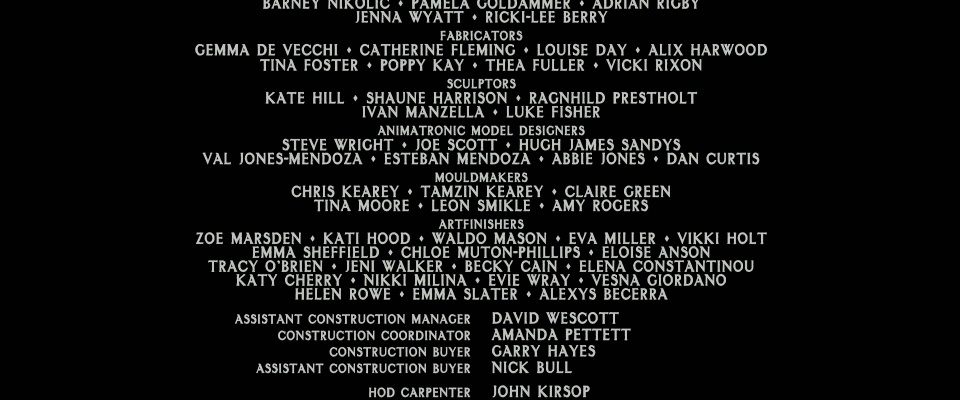 BARNEY NIKOLIC • PAMELA GOLDAMMER • ADRIAN RIGBY
JENNA WYATT • RICKI-LEE BERRY
FABRICATORS
GEMMA DE VECCHI • CATHERINE FLEMING • LOUISE DAY • ALIX HARWOOD
TINA FOSTER • POPPY KAY • THEA FULLER • VICKI RIXON
SCULPTORS
KATE HILL • SHAUNE HARRISON • RAGNHILD PRESTHOLT
IVAN MANZELLA • LUKE FISHER
ANIMATRONIC MODEL DESIGNERS
STEVE WRIGHT • JOE SCOTT • HUGH JAMES SANDYS
VAL JONES-MENDOZA • ESTEBAN MENDOZA • ABBIE JONES • DAN CURTIS
MOULDMAKERS
CHRIS KEAREY • TAMZIN KEAREY • CLAIRE GREEN
TINA MOORE • LEON SMIKLE • AMY ROGERS
ARTFINISHERS
ZOE MARSDEN • KATI HOOD • WALDO MASON • EVA MILLER • VIKKI HOLT
EMMA SHEFFIELD • CHLOE MUTON-PHILLIPS • ELOISE ANSON
TRACY O'BRIEN • JENI WALKER • BECKY CAIN • ELENA CONSTANTINOU
KATY CHERRY • NIKKI MILINA • EVIE WRAY • VESNA GIORDANO
HELEN ROWE • EMMA SLATER • ALEXYS BECERRA
ASSISTANT CONSTRUCTION MANAGER DAVID WESCOTT
CONSTRUCTION COORDINATOR AMANDA PETTETT
CONSTRUCTION BUYER GARRY HAYES
ASSISTANT CONSTRUCTION BUYER NICK BULL
HOD CARPENTER JOHN KIRSOP